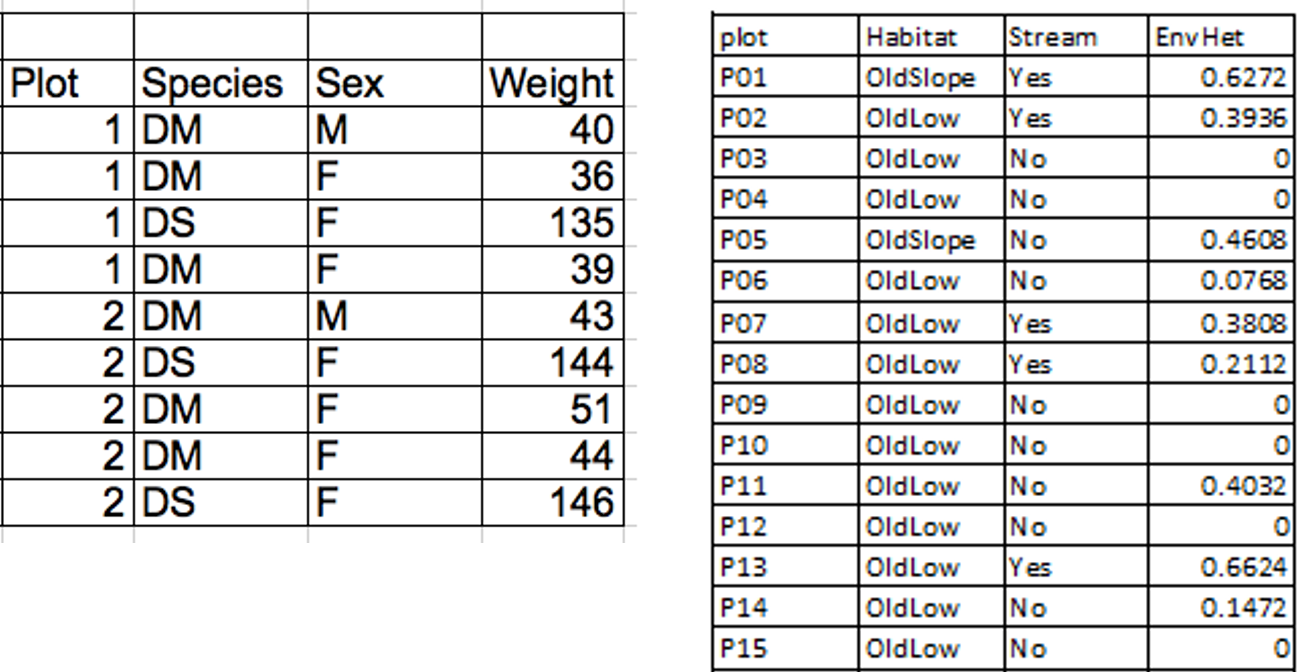 Plot Species Sex Weight
1 DM M 40
1 DM F 36
1 DS F 135
1 DM F 39
2 DM M 43
2 DS F 144
2 DM F 51
2 DM F 44
2 DS F 146
plot Habitat Stream EnvHet
P01 OldSlope Yes 0.6272
P02 OldLow Yes 0.3936
P03 OldLow No 0
P04 OldLow No 0
P05 OldSlope No 0.4608
P06 OldLow No 0.0768
P07 OldLow Yes 0.3808
P08 OldLow Yes 0.2112
P09 OldLow No 0
P10 OldLow No 0
P11 OldLow No 0.4032
P12 OldLow No 0
P13 OldLow Yes 0.6624
P14 OldLow No 0.1472
P15 OldLow No 0